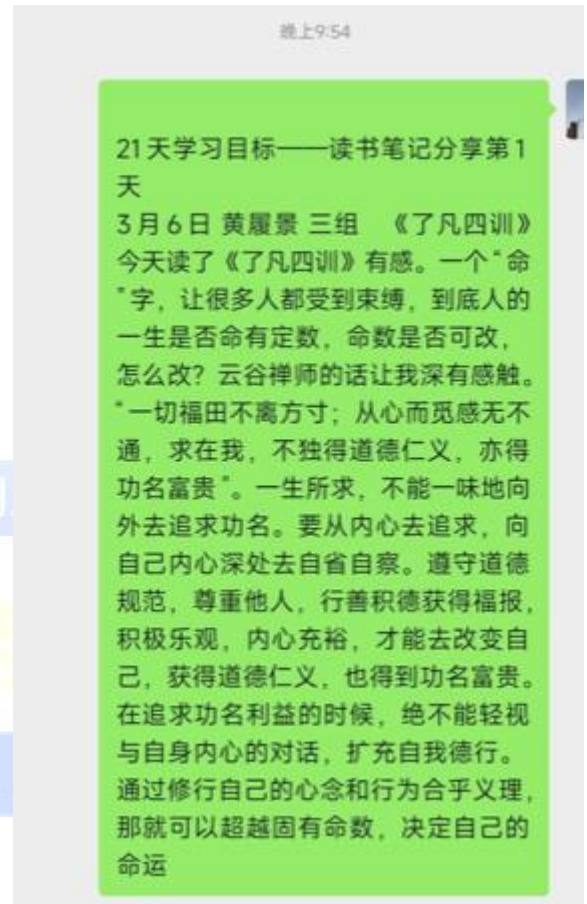 晚上9:54
21天学习目标——读书笔记分享第1
天
3月6日 黄履景 三组 《了凡四训》
今天读了《了凡四训》有感。一个“命
”字，让很多人都受到束缚，到底人的
一生是否命有定数，命数是否可改，
怎么改？云谷禅师的话让我深有感触。
“一切福田不离方寸；从心而觅感无不
通，求在我，不独得道德仁义，亦得
功名富贵”。一生所求，不能一味地向
外去追求功名。要从内心去追求，向
自己内心深处去自省自察。遵守道德
规范，尊重他人，行善积德获得福报，
积极乐观，内心充裕，才能去改变自
己，获得道德仁义，也得到功名富贵。
在追求功名利益的时候，绝不能轻视
与自身内心的对话，扩充自我德行。
通过修行自己的心念和行为合乎义理，
那就可以超越固有命数，决定自己的
命运